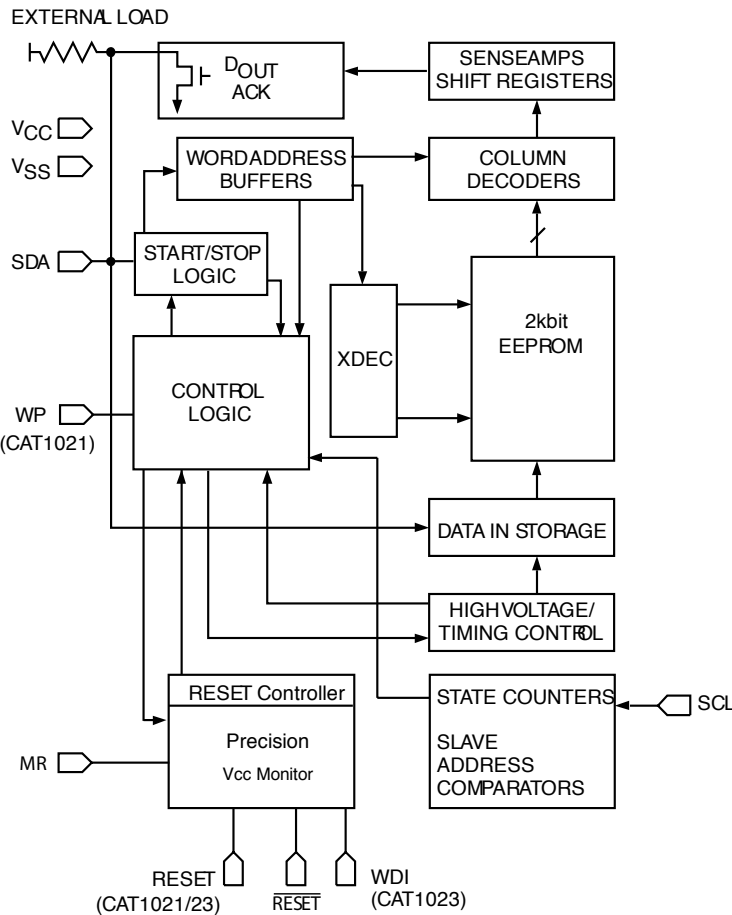 EXTERNAL LOAD
DOUT
ACK
SENSEAMPS
SHIFT REGISTERS
VCC
VSS
WORDADDRESS
BUFFERS
COLUMN
DECODERS
SDA
START/STOP
LOGIC
2kbit
EEPROM
XDEC
CONTROL
LOGIC
WP
(CAT1021)
DATA IN STORAGE
HIGH VOLTAGE/
TIMING CONTROL
RESET Controller
Precision
Vcc Monitor
STATE COUNTERS
SLAVE
ADDRESS
COMPARATORS
SCL
MR
RESET
(CAT1021/23)
RESET
WDI
(CAT1023)